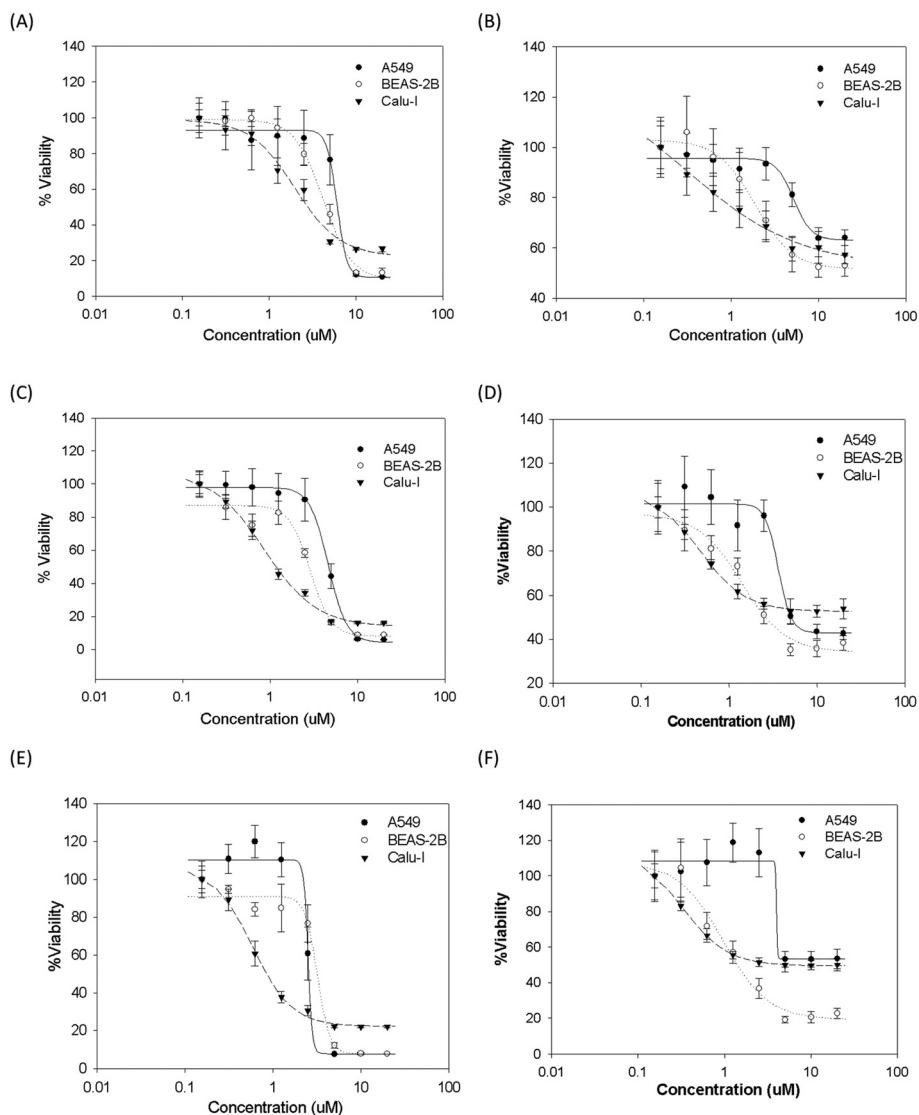 (A)
140
120
100
80
60
40
20
0
% Viability
0.01
0.1
1
10
100
Concentration (uM)
A549
BEAS-2B
Calu-I
(B)
140
120
100
80
60
40
%Viability
0.01
0.1
1
10
100
Concentration (uM)
A549
BEAS-2B
Calu-I
(C)
140
120
100
80
60
40
20
0
% Viability
0.01
0.1
1
10
100
Concentration (uM)
A549
BEAS-2B
Calu-I
(D)
140
120
100
80
60
40
20
%Viability
0.01
0.1
1
10
100
Concentration (uM)
A549
BEAS-2B
Calu-I
(E)
140
120
100
80
60
40
20
0
%Viability
0.01
0.1
1
10
100
Concentration (uM)
A549
BEAS-2B
Calu-I
(F)
140
120
100
80
60
40
20
0
%Viability
0.01
0.1
1
10
100
Concentration (uM)
A549
BEAS-2B
Calu-I